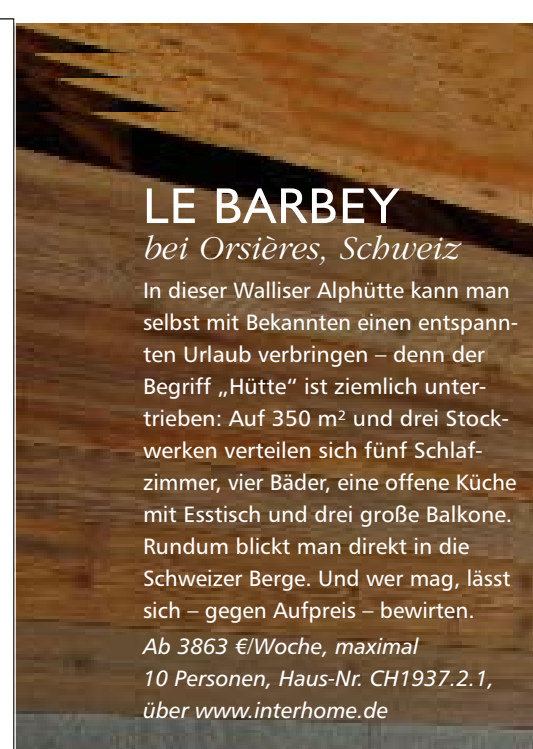 LE BARBEY
bei Orsières, Schweiz
In dieser Walliser Alphütte kann man
selbst mit Bekannten einen entspann-
ten Urlaub verbringen – denn der
Begriff „Hütte“ ist ziemlich unter-
trieben: Auf 350 m² und drei Stock-
werken verteilen sich fünf Schlaf-
zimmer, vier Bäder, eine offene Küche
mit Esstisch und drei große Balkone.
Rundum blickt man direkt in die
Schweizer Berge. Und wer mag, lässt
sich – gegen Aufpreis – bewirten.
Ab 3863 €/Woche, maximal
10 Personen, Haus-Nr. CH1937.2.1,
über www.interhome.de